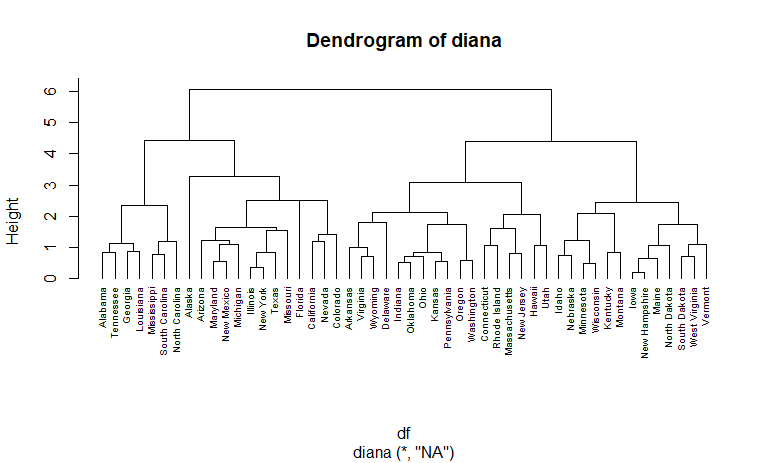 Dendrogram of diana
Height
6
5
4
3
2
1
0
Alabama
Tennessee
Georgia
Louisiana
Mississippi
South Carolina
North Carolina
Alaska
Arizona
Maryland
New Mexico
Michigan
Illinois
New York
Texas
Missouri
Florida
California
Nevada
Colorado
Arkansas
Virginia
Wyoming
Delaware
Indiana
Oklahoma
Ohio
Kansas
Pennsylvania
Oregon
Washington
Connecticut
Rhode Island
Massachusetts
New Jersey
Hawaii
Utah
Idaho
Nebraska
Minnesota
Wisconsin
Kentucky
Montana
Iowa
New Hampshire
Maine
North Dakota
South Dakota
West Virginia
Vermont
df
diana (*, "NA")